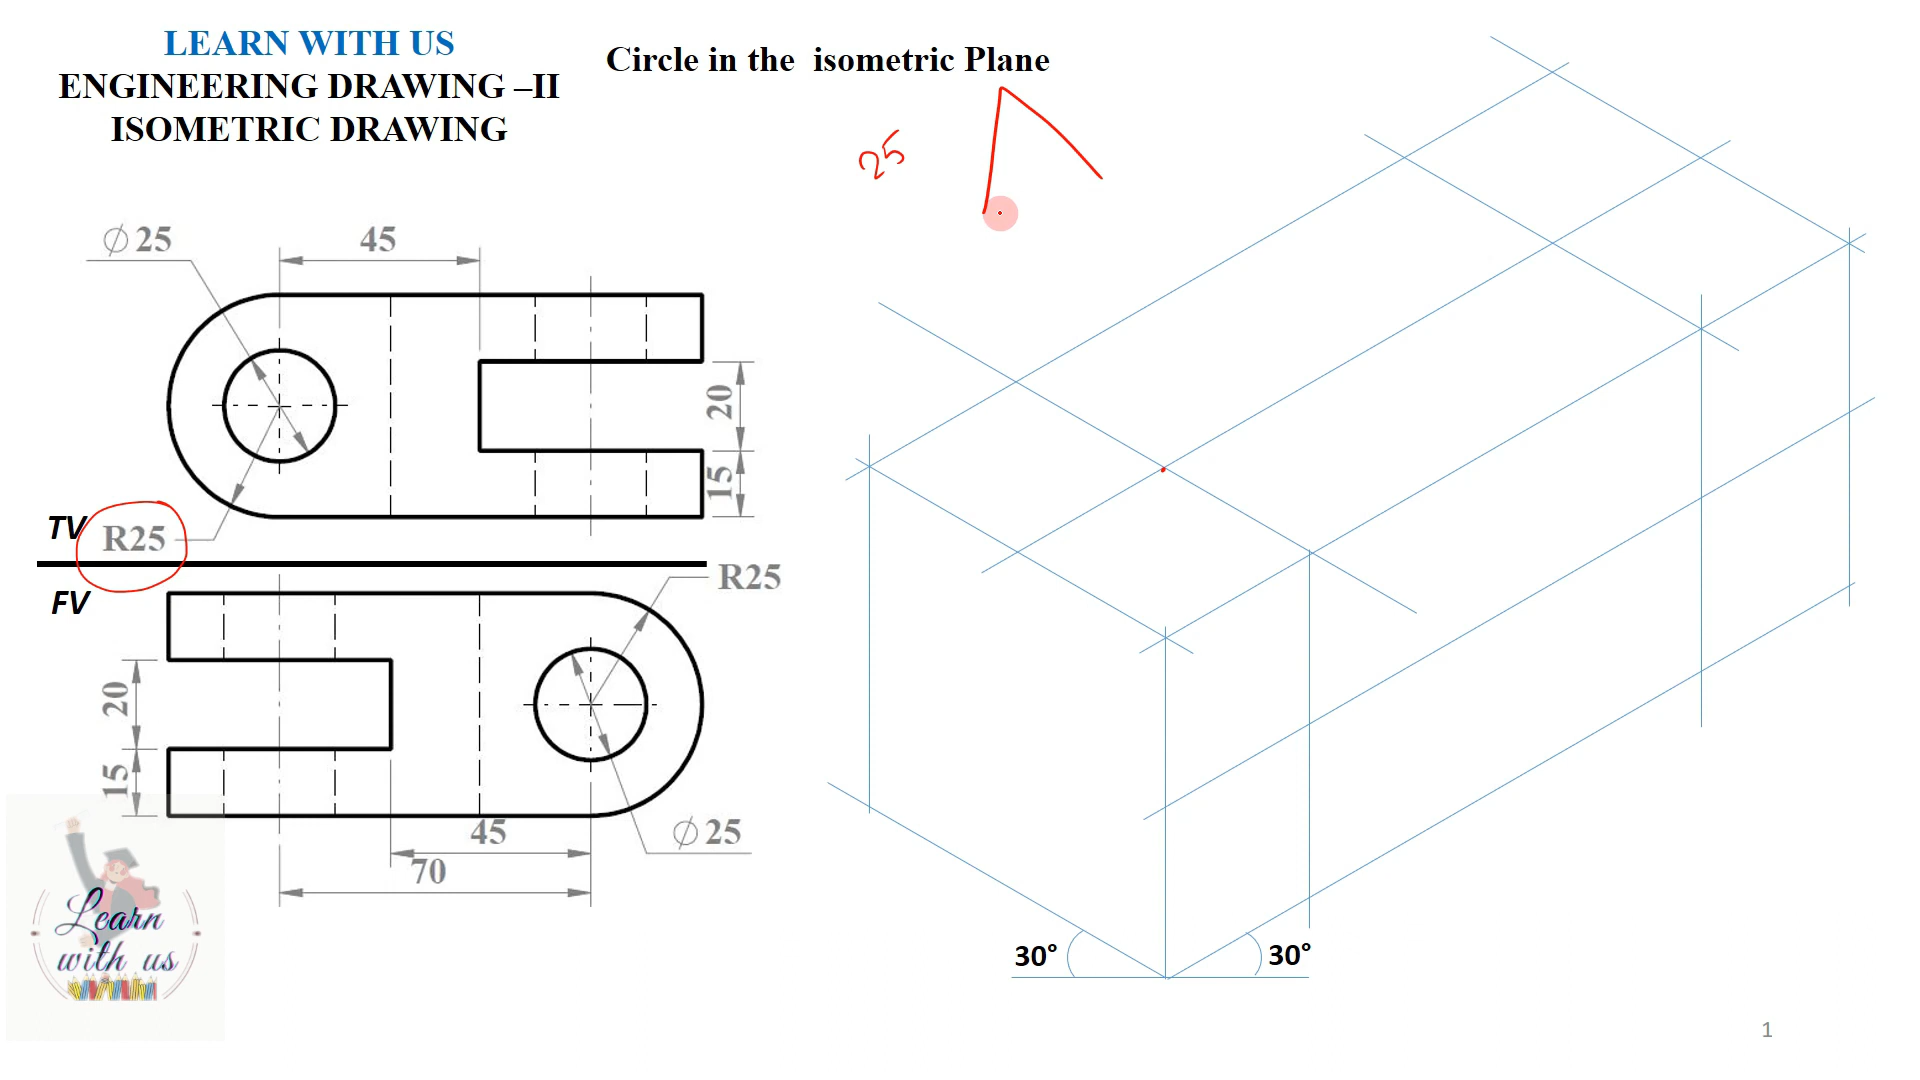 LEARN WITH US
ENGINEERING DRAWING –II
ISOMETRIC DRAWING
Circle in the isometric Plane
25
∅25
45
20
15
TV
R25
FV
R25
20
15
45
∅25
70
Learn
with us
30°
30°
1